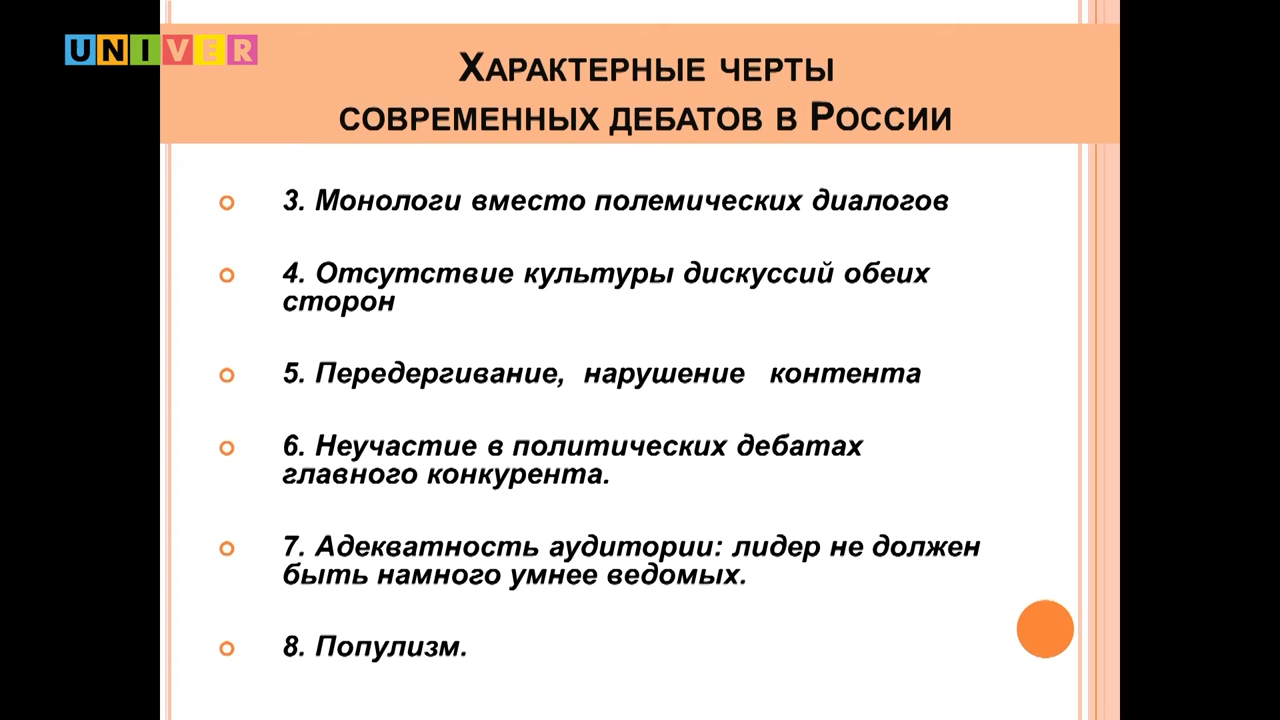 UNIVER
Характерные черты
современных дебатов в России
3. Монологи вместо полемических диалогов
4. Отсутствие культуры дискуссий обеих
сторон
5. Передергивание, нарушение контента
6. Неучастие в политических дебатах
главного конкурента.
7. Адекватность аудитории: лидер не должен
быть намного умнее ведомых.
8. Популизм.